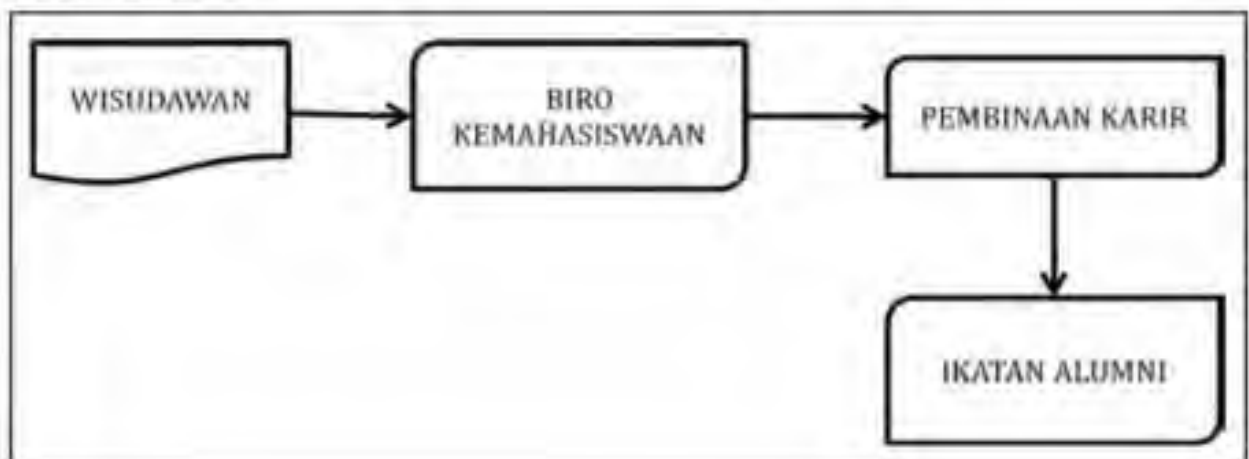 WISUDAWAN
BIRO
KEMAHASISWAAN
PEMBINAAN KARIR
IKATAN ALUMNI